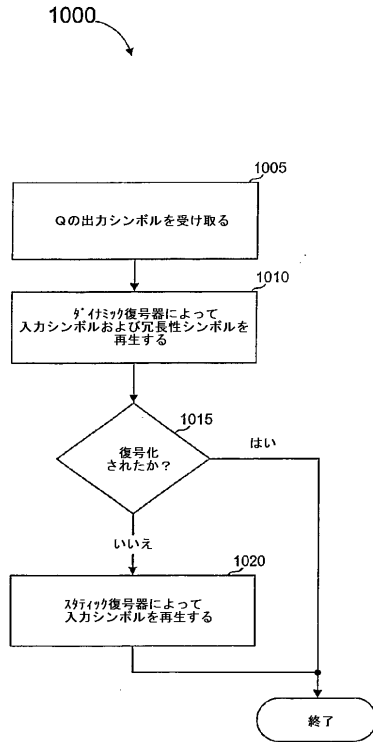 1000
1005
Qの出力シンボルを受け取る
1010
ﾀﾞｲﾅﾐｯｸ復号器によって
入力シンボルおよび冗長性シンボルを
再生する
1015
復号化
されたか？
はい
いいえ
1020
ｽﾀﾃｨｯｸ復号器によって
入力シンボルを再生する
終了